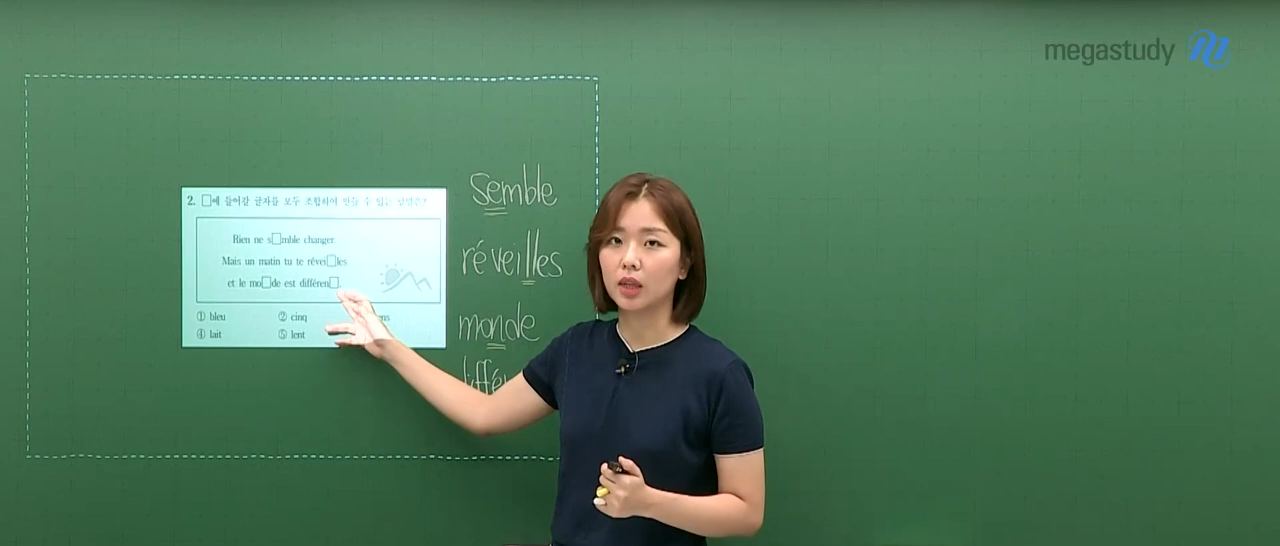 megastudy
2. □에 들어갈 글자를 모두 조합하여 만들 수 있는 낱말은?
Rien ne s□mble changer.
Mais un matin tu te révei□les
et le mo□de est différen□.
① bleu ② cinq ens
④ lait ⑤ lent
semble
réveilles
monde
différ